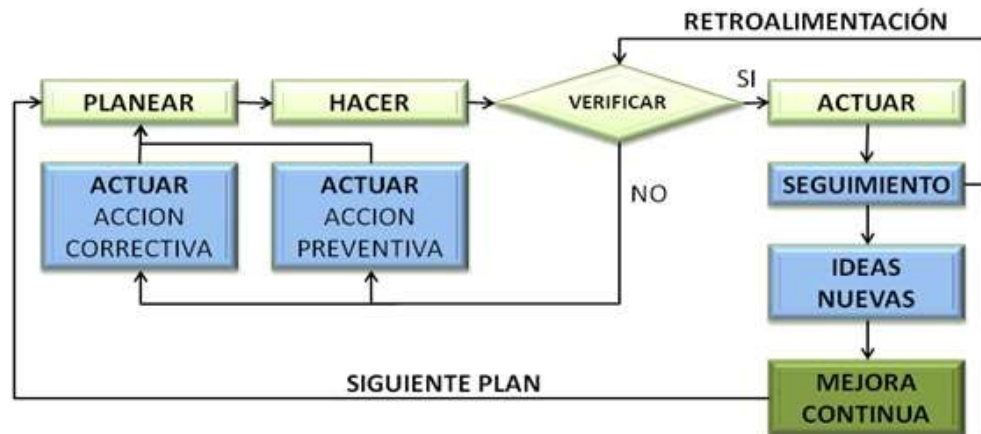 RETROALIMENTACIÓN
PLANEAR
HACER
VERIFICAR
SI
ACTUAR
ACTUAR
ACCION
CORRECTIVA
ACTUAR
ACCION
PREVENTIVA
NO
SEGUIMIENTO
IDEAS
NUEVAS
SIGUIENTE PLAN
MEJORA
CONTINUA